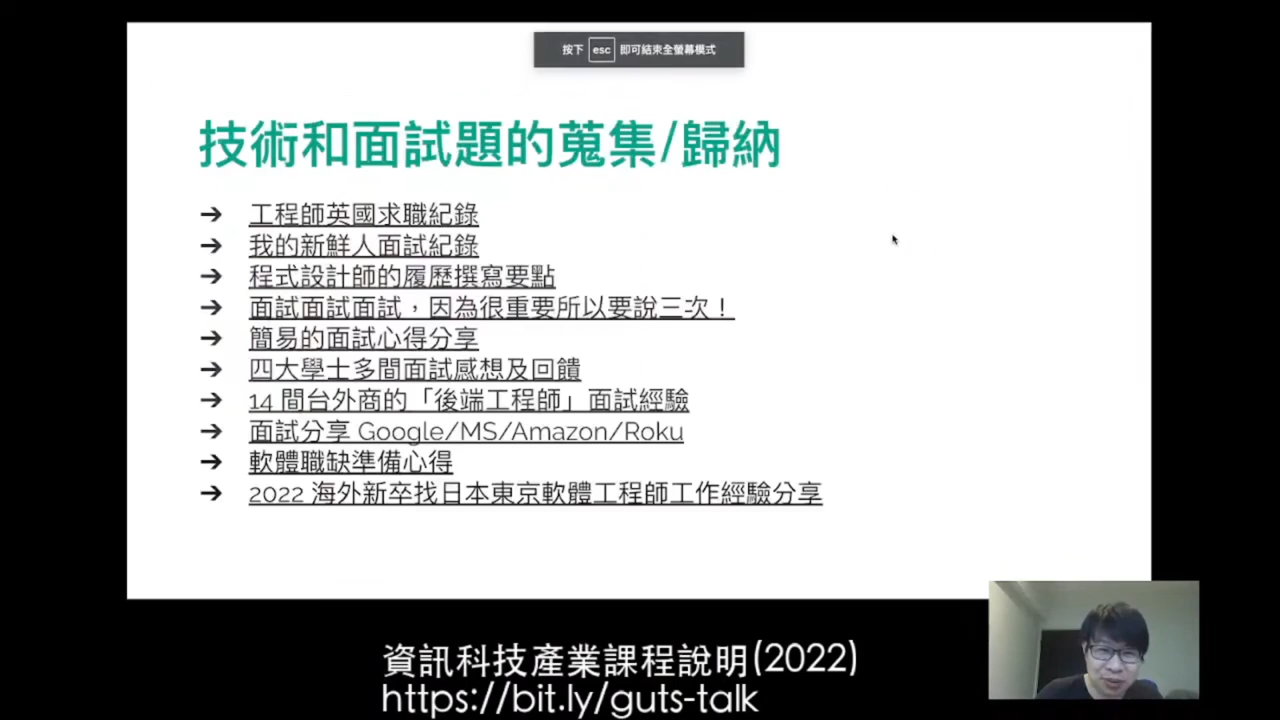 按下 esc 即可結束全螢幕模式
技術和面試題的蒐集/歸納
➔ 工程師英國求職紀錄
➔ 我的新鮮人面試紀錄
➔ 程式設計師的履歷撰寫要點
➔ 面試面試面試，因為很重要所以要說三次！
➔ 簡易的面試心得分享
➔ 四大學士多間面試感想及回饋
➔ 14 間台外商的「後端工程師」面試經驗
➔ 面試分享 Google/MS/Amazon/Roku
➔ 軟體職缺準備心得
➔ 2022 海外新卒找日本東京軟體工程師工作經驗分享
資訊科技產業課程說明(2022)
https://bit.ly/guts-talk